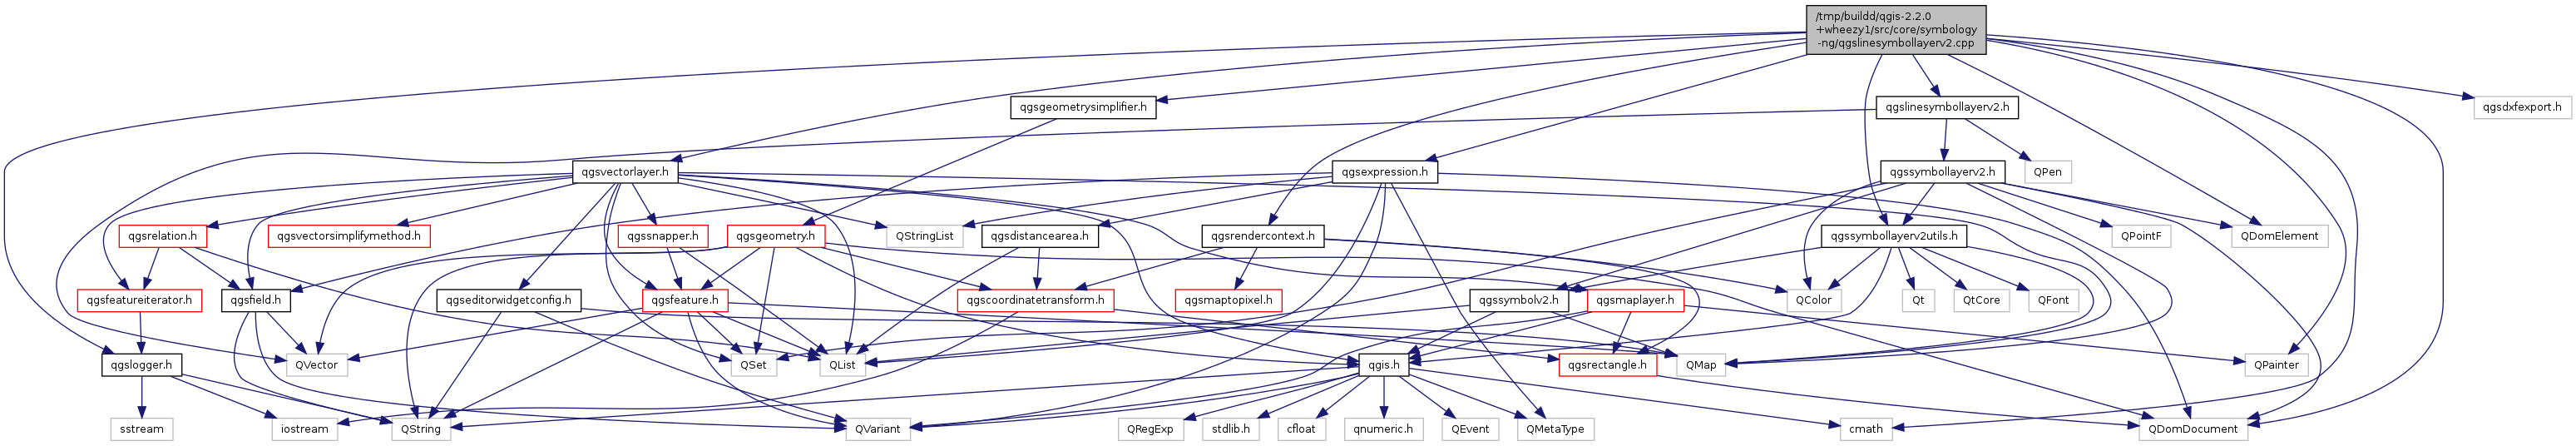 /tmp/buildd/qgis-2.2.0
+wheezy1/src/core/symbology
-ng/qgslinesymbollayerv2.cpp
qgsgeometrysimplifier.h
qgslinesymbollayerv2.h
qgsdxfexport.h
qgsvectorlayer.h
qgsexpression.h
qgssymbollayerv2.h
QPen
qgsrelation.h
qgsvectorsimplifymethod.h
qgssnapper.h
qgsgeometry.h
QStringList
qgsdistancearea.h
qgsrendercontext.h
qgssymbollayerv2utils.h
QPointF
QDomElement
qgsfeatureiterator.h
qgsfield.h
qgseditorwidgetconfig.h
qgsfeature.h
qgscoordinatetransform.h
qgsmaptopixel.h
qgssymbolv2.h
qgsmaplayer.h
QColor
Qt
QtCore
QFont
qgslogger.h
QVector
QSet
QList
qgis.h
qgsrectangle.h
QMap
QPainter
sstream
iostream
QString
QVariant
QRegExp
stdlib.h
cfloat
qnumeric.h
QEvent
QMetaType
cmath
QDomDocument